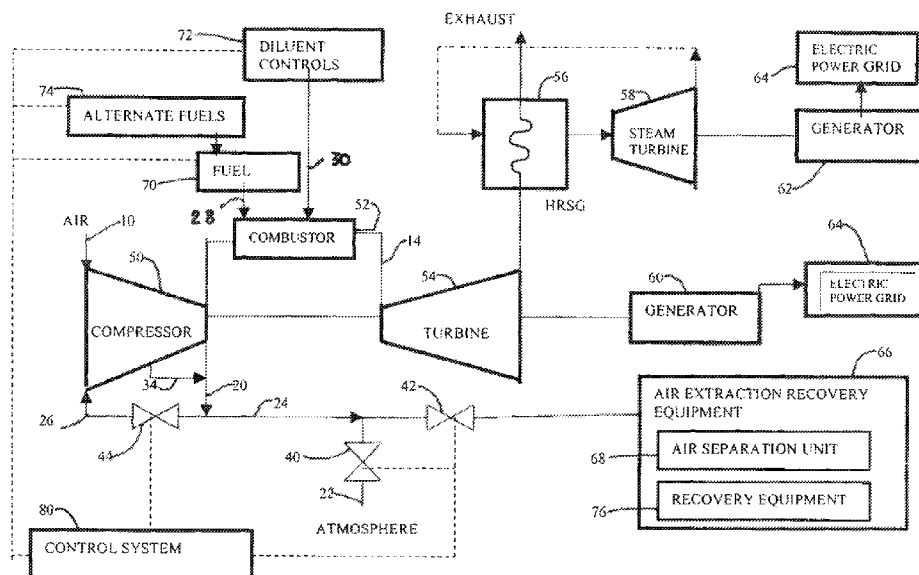 EXHAUST
72
DILUENT
CONTROLS
56
64
ELECTRIC
POWER GRID
74
58
ALTERNATE FUELS
STEAM
TURBINE
GENERATOR
70
FUEL
30
62
HRSG
28
52
AIR
10
COMBUSTOR
64
14
50
54
60
ELECTRIC
POWER GRID
GENERATOR
COMPRESSOR
TURBINE
66
34
20
42
AIR EXTRACTION RECOVERY
EQUIPMENT
26
24
44
40
68
AIR SEPARATION UNIT
22
76
RECOVERY EQUIPMENT
ATMOSPHERE
80
CONTROL SYSTEM